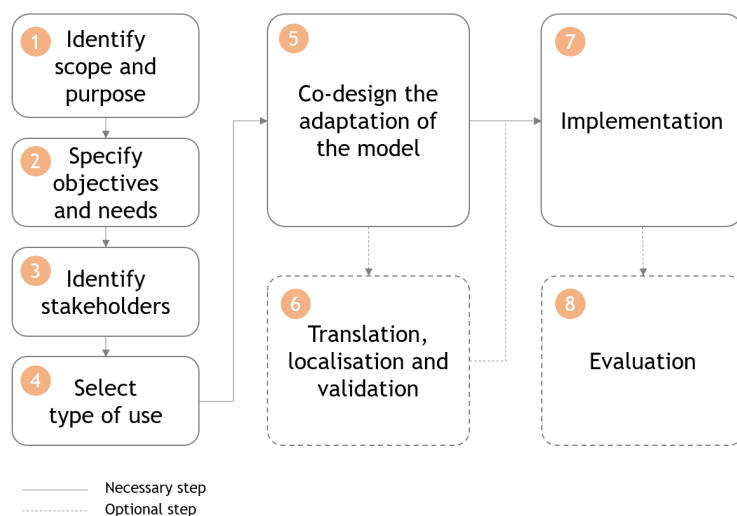 1
Identify
scope and
purpose
2
Specify
objectives
and needs
3
Identify
stakeholders
4
Select
type of use
5
Co-design the
adaptation of
the model
6
Translation,
localisation and
validation
7
Implementation
8
Evaluation
Necessary step
Optional step